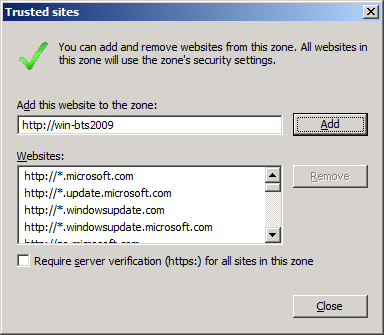 Trusted sites
You can add and remove websites from this zone. All websites in
this zone will use the zone's security settings.
Add this website to the zone:
http://win-bts2009
Add
Websites:
http://*.microsoft.com
http://*.update.microsoft.com
http://*.windowsupdate.com
http://*.windowsupdate.microsoft.com
Remove
Require server verification (https:) for all sites in this zone
Close